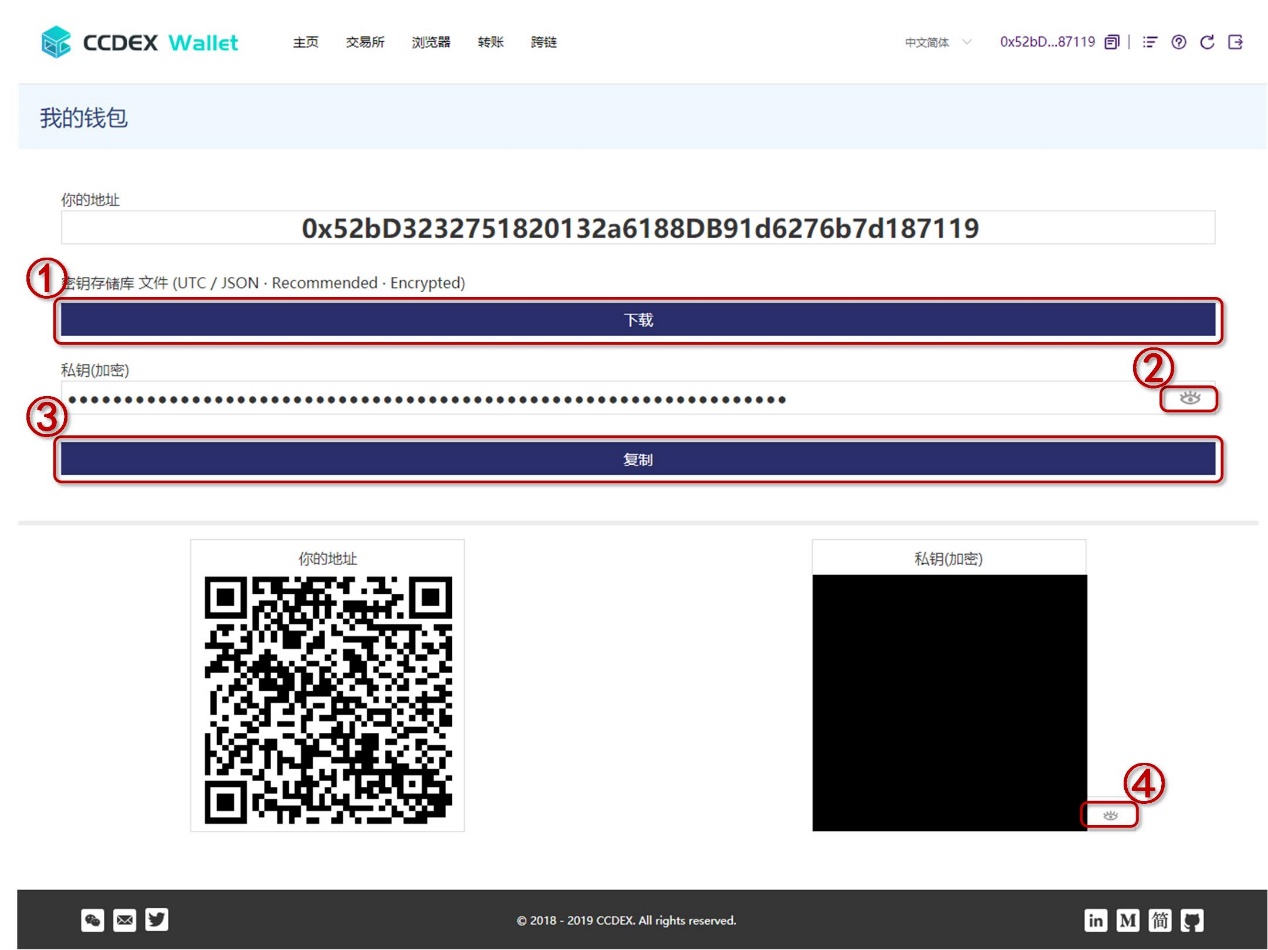 CCDEX Wallet 主页 交易所 浏览器 转账 跨链 中文简体 0x52bD...87119
我的钱包
你的地址
0x52bD3232751820132a6188DB91d6276b7d187119
①
密钥存储库 文件 (UTC / JSON · Recommended · Encrypted)
下载
私钥(加密)
②
③
复制
你的地址
私钥(加密)
④
© 2018 - 2019 CCDEX. All rights reserved.
in M 简